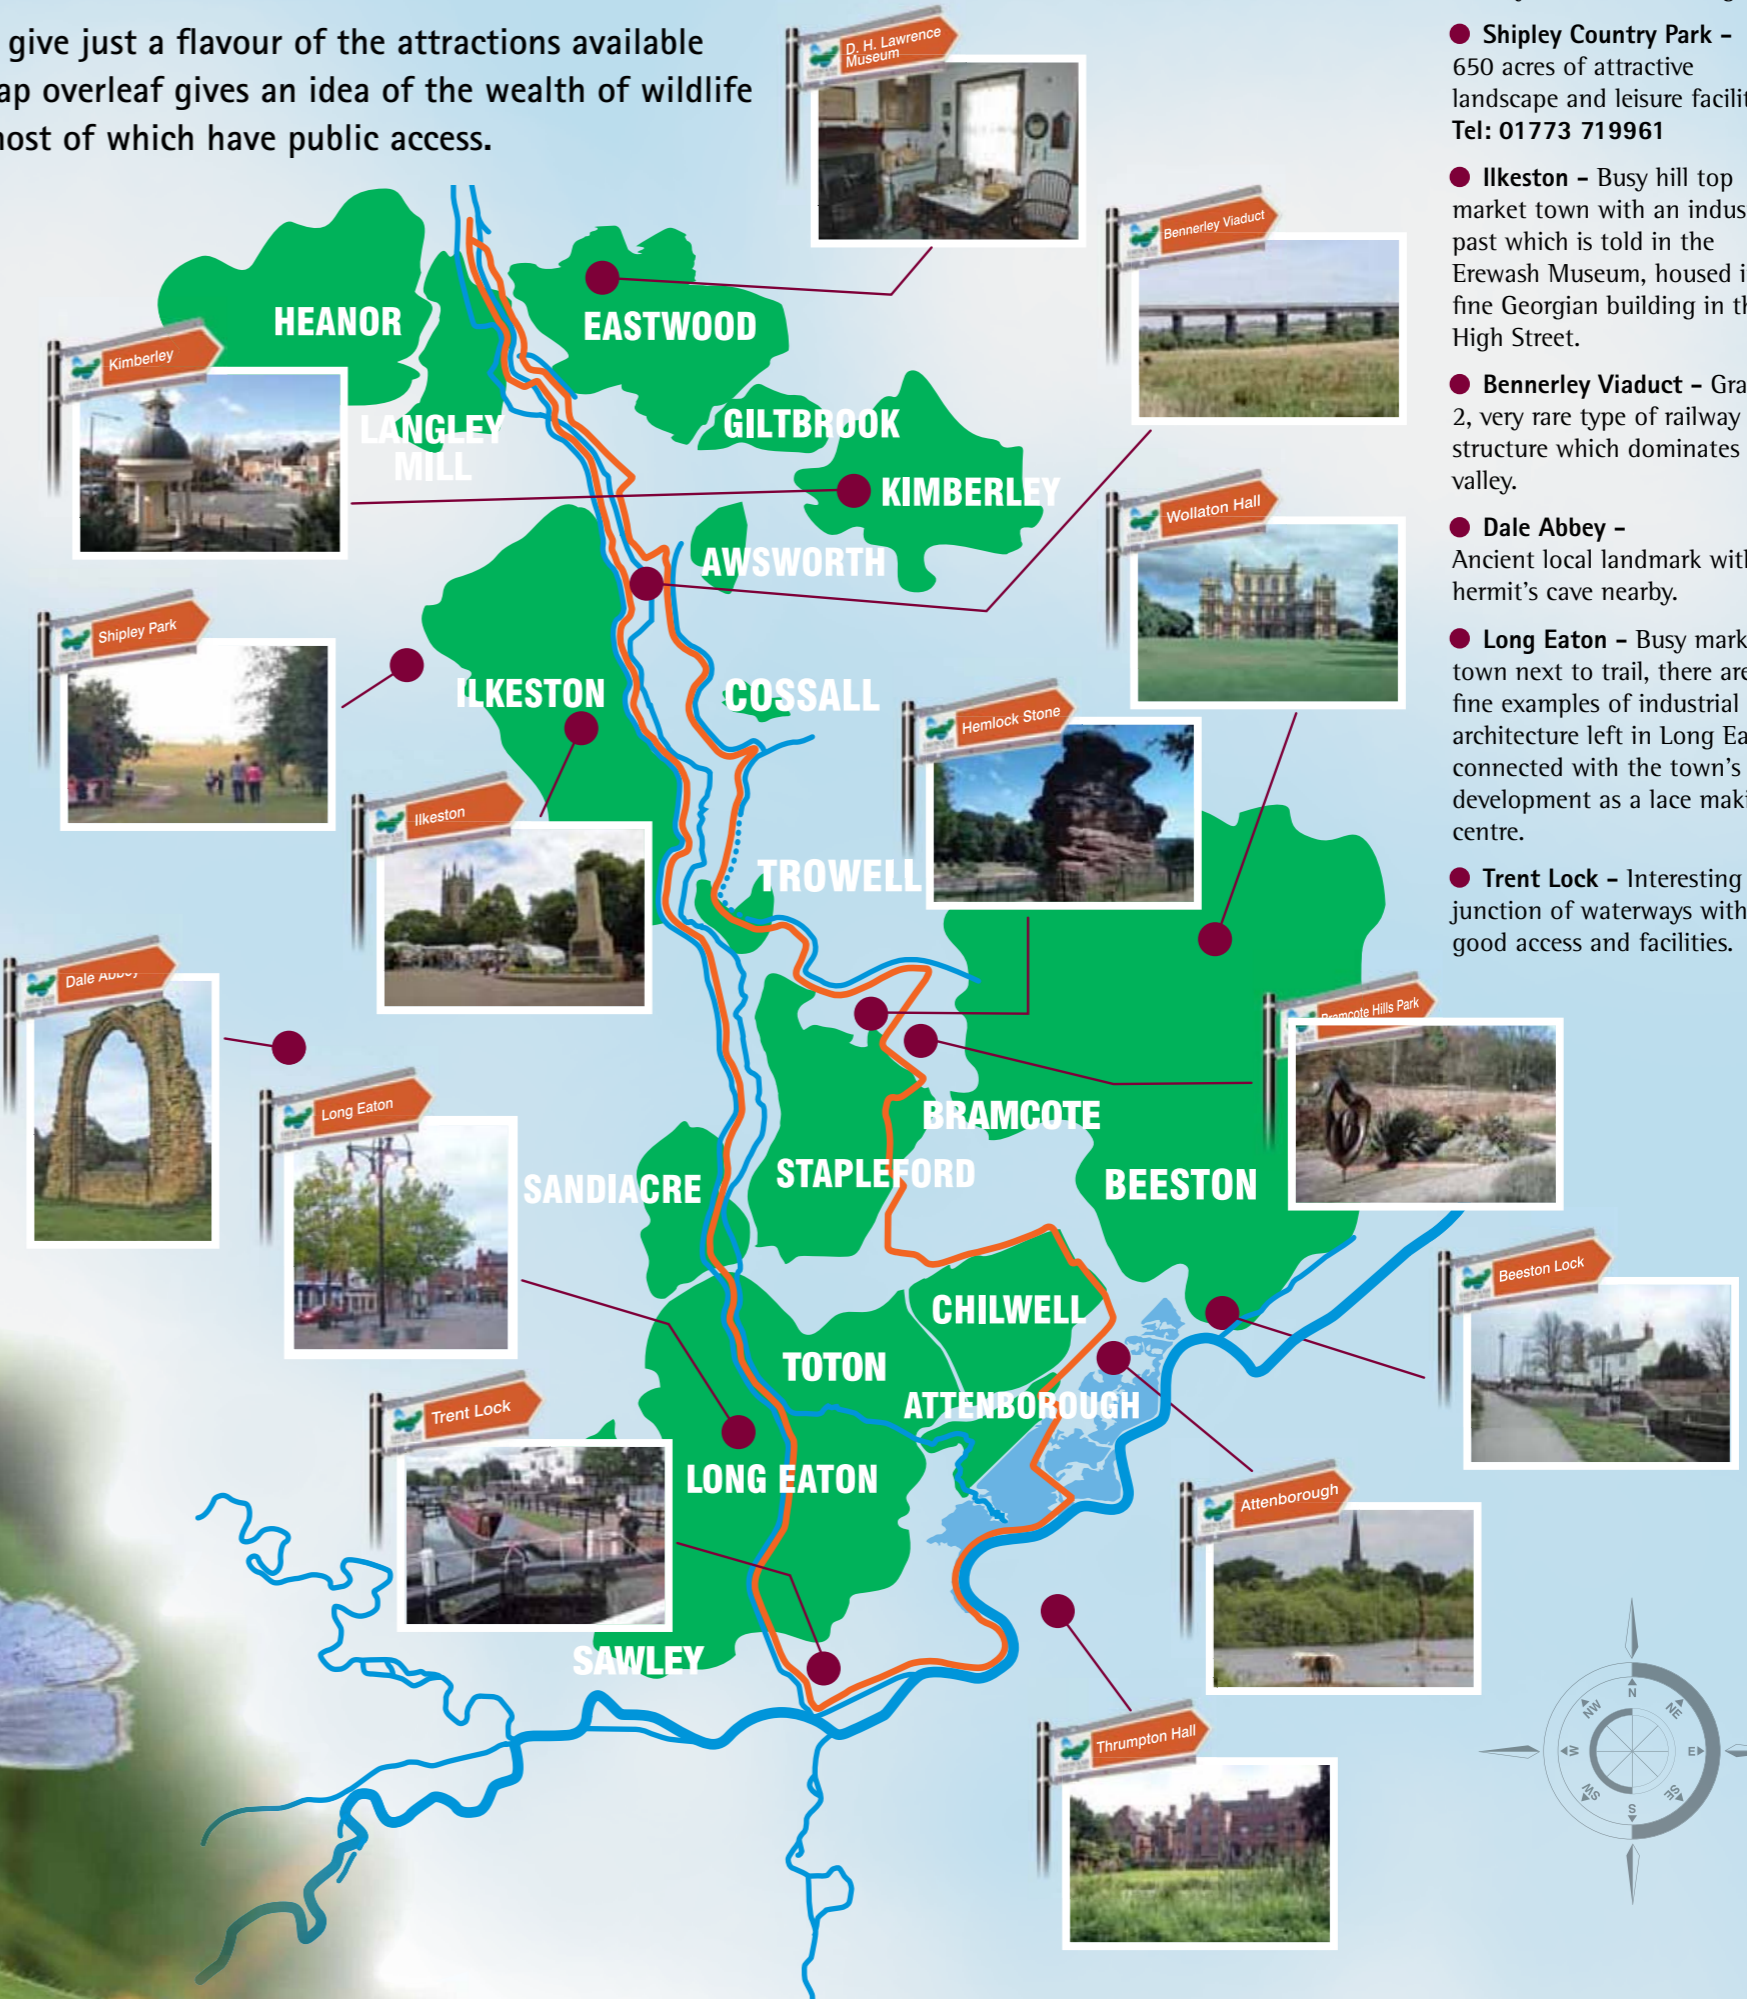 give just a flavour of the attractions available
ap overleaf gives an idea of the wealth of wildlife
ost of which have public access.
D. H. Lawrence
Museum
Bennerley Viaduct
HEANOR
EASTWOOD
Kimberley
LANGLEY
MILL
GILTBROOK
KIMBERLEY
Wollaton Hall
AWSWORTH
Shipley Park
ILKESTON
COSSALL
Hemlock Stone
Ilkeston
TROWELL
Dale Abbey
Bramcote Hills Park
Long Eaton
BRAMCOTE
STAPLEFORD
SANDIACRE
BEESTON
Beeston Lock
CHILWELL
TOTON
ATTENBOROUGH
Trent Lock
LONG EATON
Attenborough
SAWLEY
Thrumpton Hall
Shipley Country Park –
650 acres of attractive
landscape and leisure facilit
Tel: 01773 719961
Ilkeston – Busy hill top
market town with an indus
past which is told in the
Erewash Museum, housed i
fine Georgian building in th
High Street.
Bennerley Viaduct – Gra
2, very rare type of railway
structure which dominates
valley.
Dale Abbey –
Ancient local landmark with
hermit's cave nearby.
Long Eaton – Busy mark
town next to trail, there are
fine examples of industrial
architecture left in Long Ea
connected with the town's
development as a lace maki
centre.
Trent Lock – Interesting
junction of waterways with
good access and facilities.
N
NE
E
SE
S
SW
W
NW